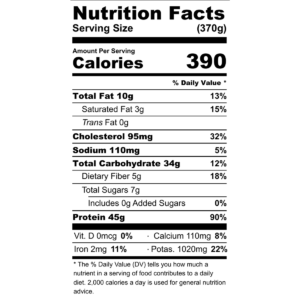 Nutrition Facts
Serving Size (370g)
Amount Per Serving
Calories 390
% Daily Value *
Total Fat 10g 13%
Saturated Fat 3g 15%
Trans Fat 0g
Cholesterol 95mg 32%
Sodium 110mg 5%
Total Carbohydrate 34g 12%
Dietary Fiber 5g 18%
Total Sugars 7g
Includes 0g Added Sugars 0%
Protein 45g 90%
Vit. D 0mcg 0% · Calcium 110mg 8%
Iron 2mg 11% · Potas. 1020mg 22%
* The % Daily Value (DV) tells you how much a
nutrient in a serving of food contributes to a daily
diet. 2,000 calories a day is used for general nutrition
advice.